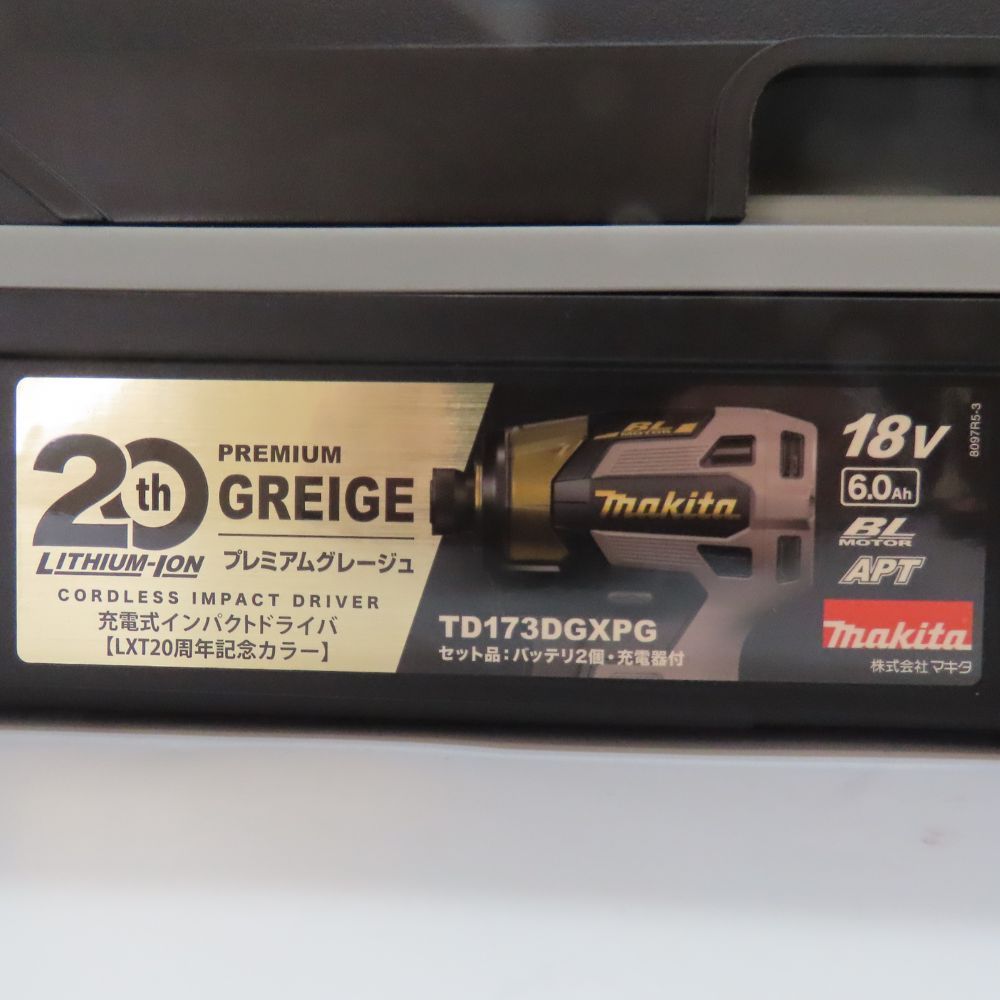 20th
LITHIUM-ION
PREMIUM
GREIGE
プレミアムグレージュ
CORDLESS IMPACT DRIVER
充電式インパクトドライバ
【LXT20周年記念カラー】
BL
MOTOR
makita
TD173DGXPG
セット品：バッテリ2個・充電器付
18V
6.0Ah
BL
MOTOR
APT
makita
株式会社マキタ
8097R5-3